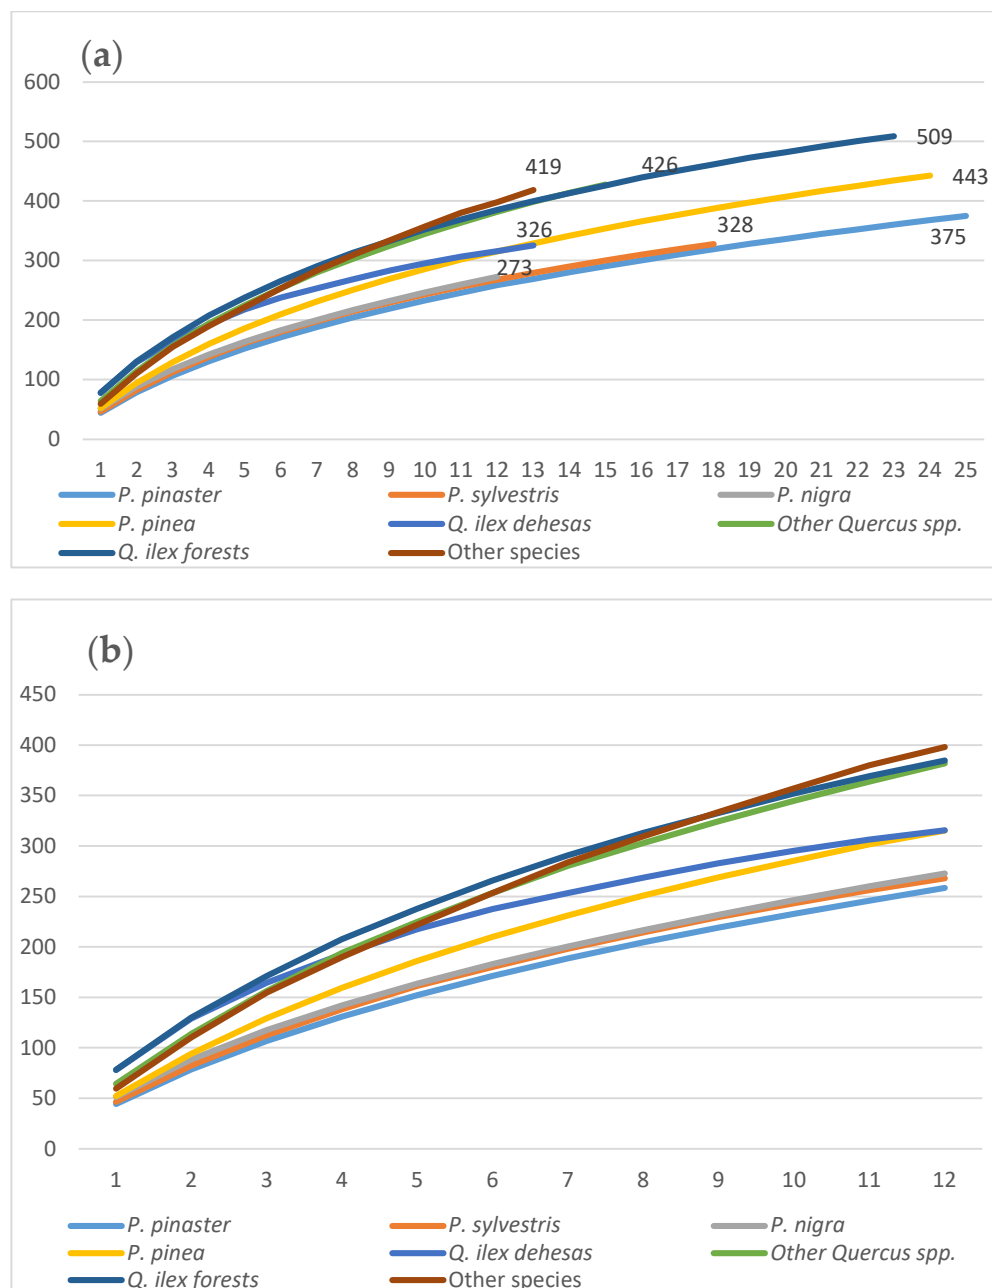 (a)
600
500
400
300
200
100
0
509
419
426
443
326
328
375
273
1 2 3 4 5 6 7 8 9 10 11 12 13 14 15 16 17 18 19 20 21 22 23 24 25
P. pinaster P. sylvestris P. nigra
P. pinea Q. ilex dehesas Other Quercus spp.
Q. ilex forests Other species
(b)
450
400
350
300
250
200
150
100
50
0
1 2 3 4 5 6 7 8 9 10 11 12
P. pinaster P. sylvestris P. nigra
P. pinea Q. ilex dehesas Other Quercus spp.
Q. ilex forests Other species